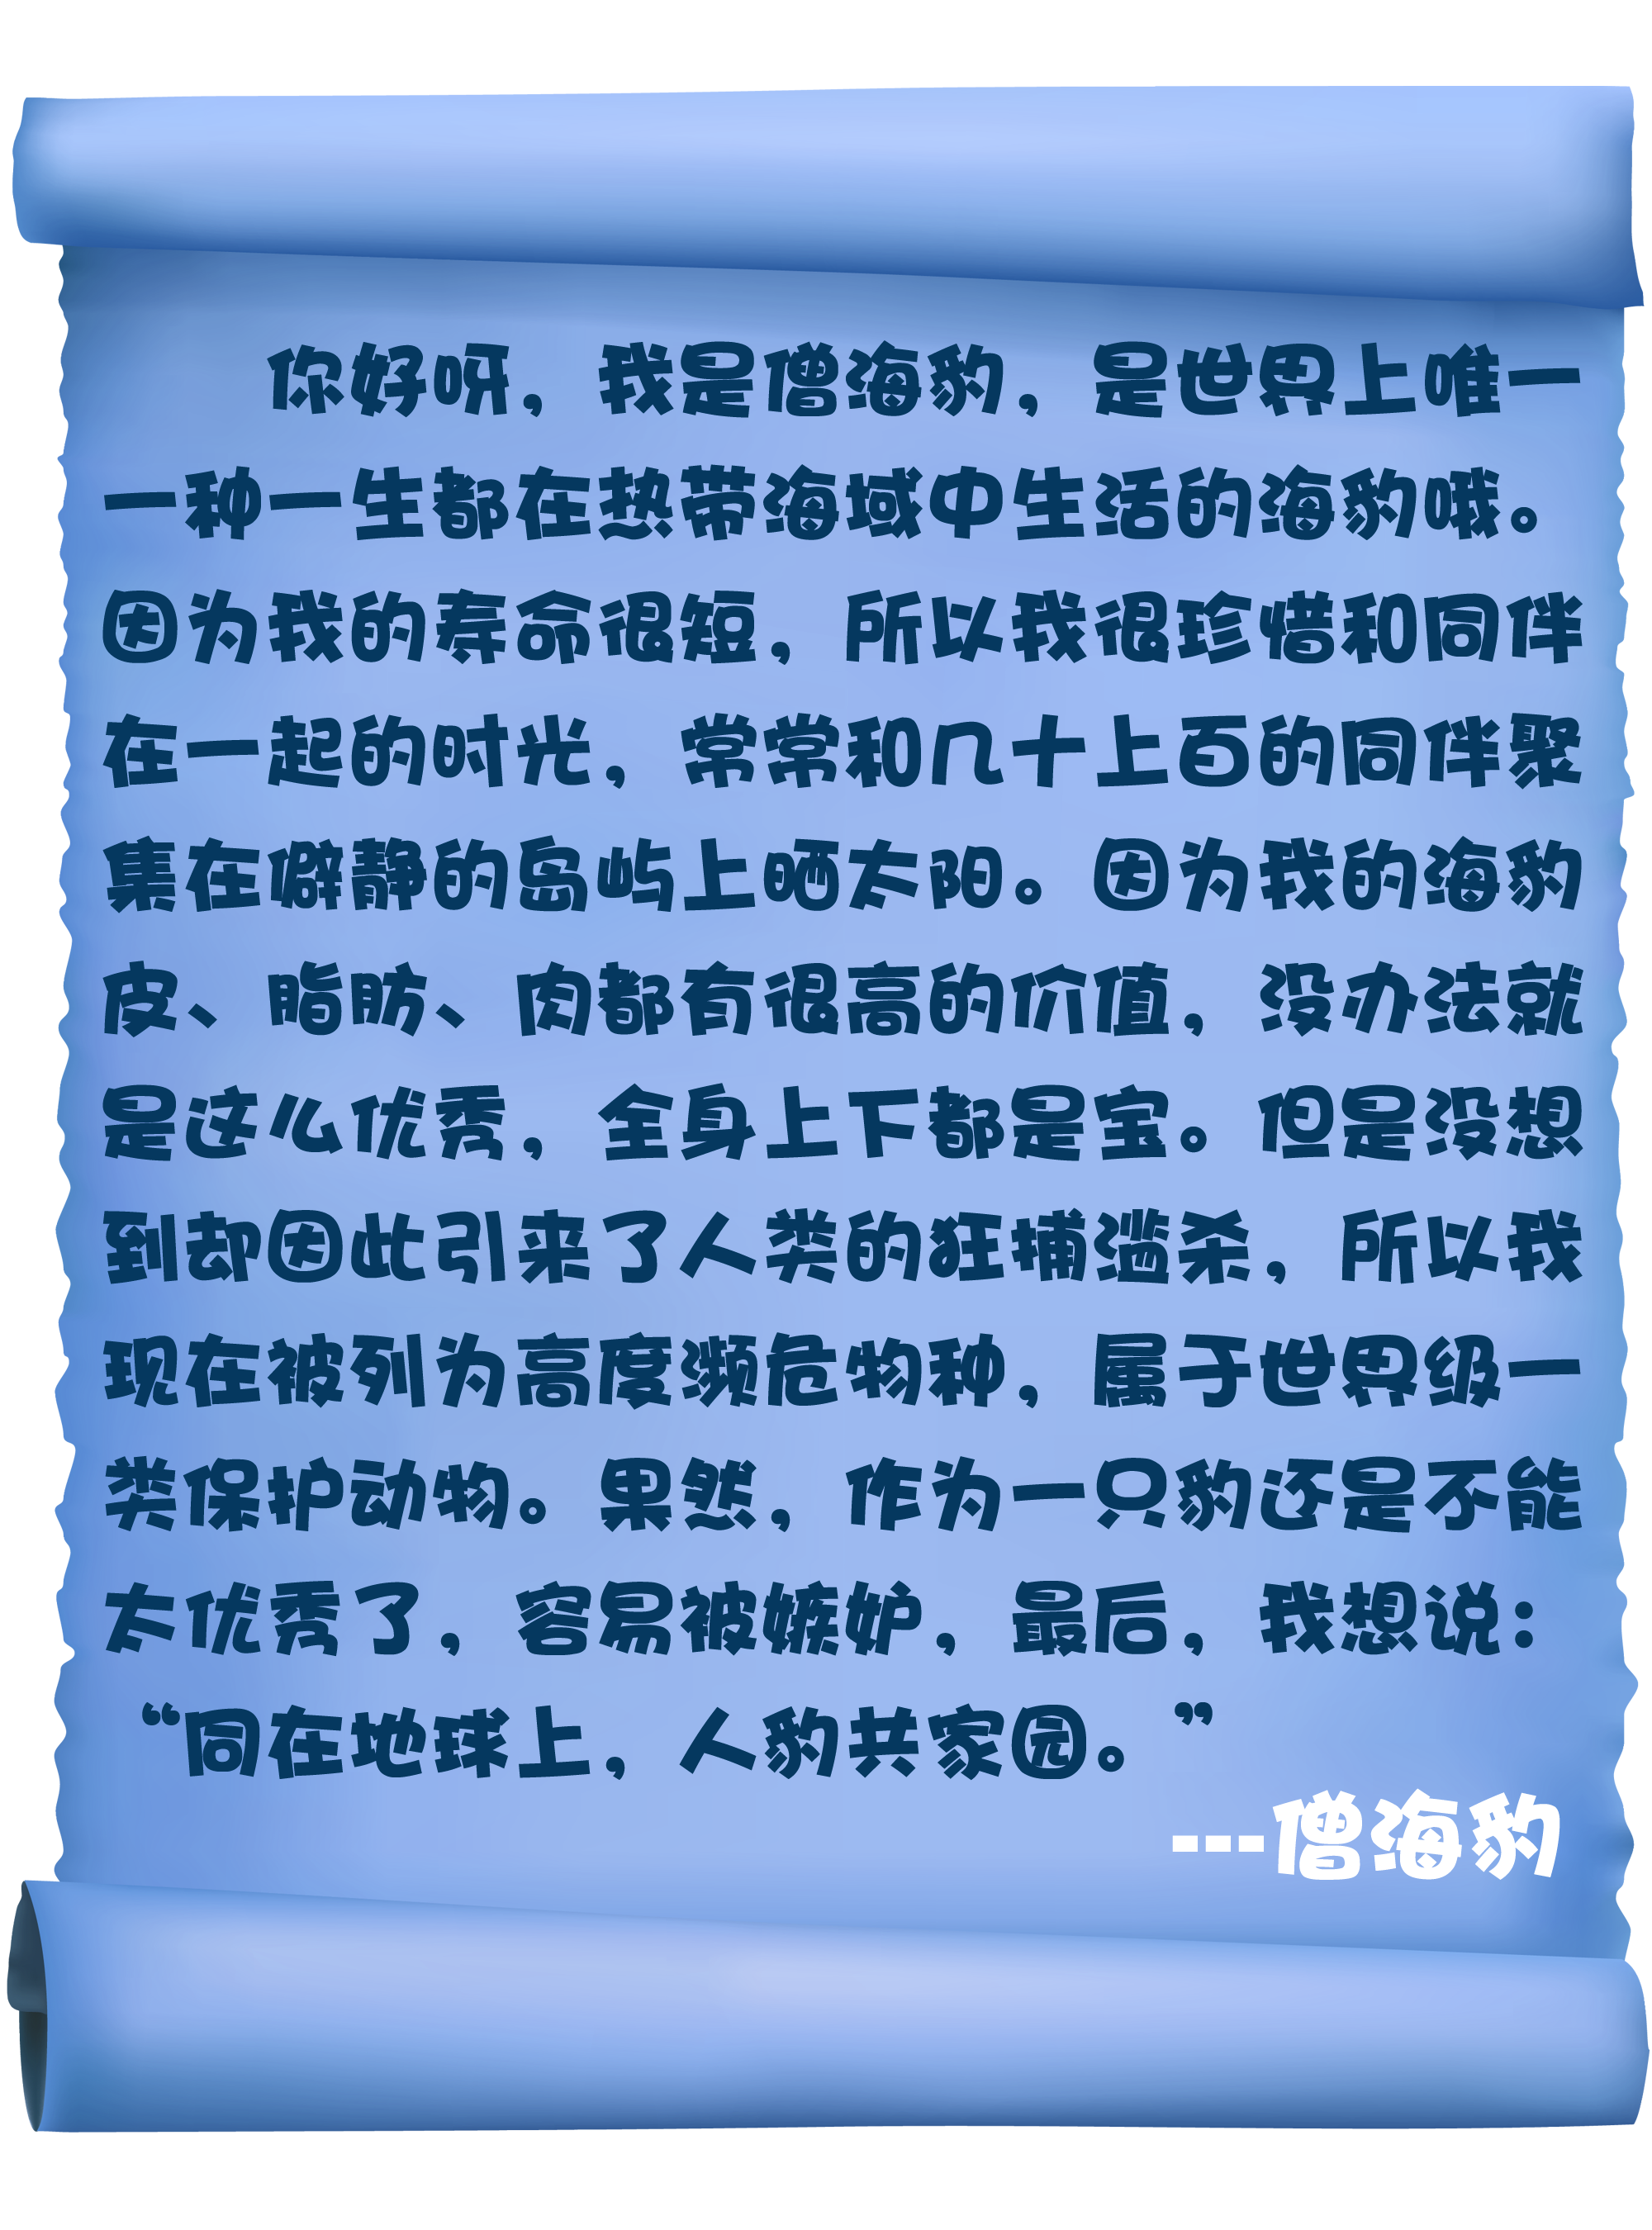 你好呀，我是僧海豹，是世界上唯一
一种一生都在热带海域中生活的海豹哦。
因为我的寿命很短，所以我很珍惜和同伴
在一起的时光，常常和几十上百的同伴聚
集在僻静的岛屿上晒太阳。因为我的海豹
皮、脂肪、肉都有很高的价值，没办法就
是这么优秀，全身上下都是宝。但是没想
到却因此引来了人类的狂捕滥杀，所以我
现在被列为高度濒危物种，属于世界级一
类保护动物。果然，作为一只豹还是不能
太优秀了，容易被嫉妒，最后，我想说：
“同在地球上，人豹共家园。”
---僧海豹